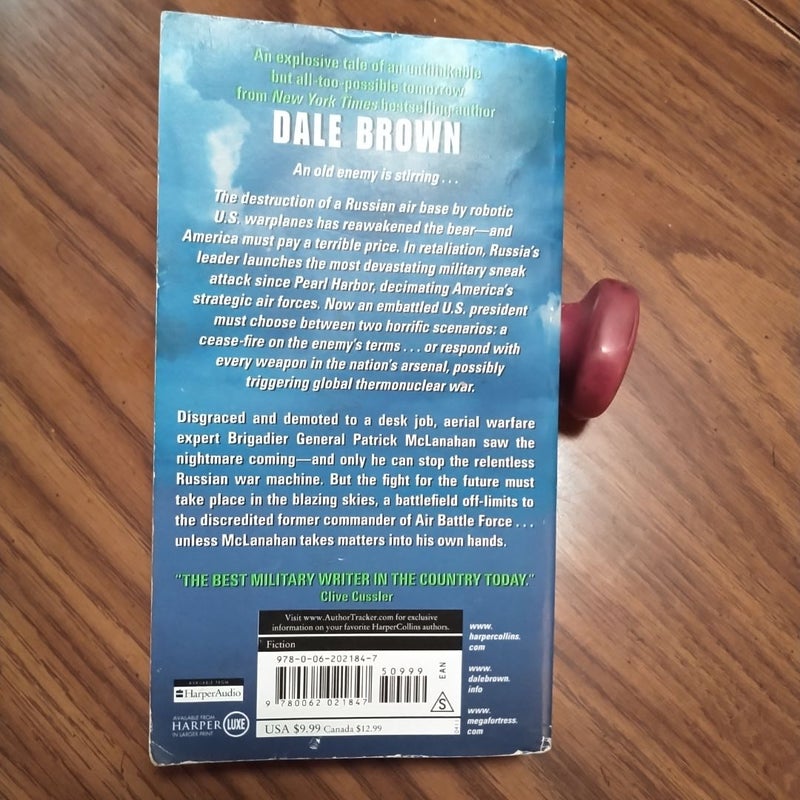 An explosive tale of an unthinkable
but all-too-possible tomorrow
from New York Times bestselling author
DALE BROWN
An old enemy is stirring . . .
The destruction of a Russian air base by robotic
U.S. warplanes has reawakened the bear—and
America must pay a terrible price. In retaliation, Russia's
leader launches the most devastating military sneak
attack since Pearl Harbor, decimating America's
strategic air forces. Now an embattled U.S. president
must choose between two horrific scenarios: a
cease-fire on the enemy's terms . . . or respond with
every weapon in the nation's arsenal, possibly
triggering global thermonuclear war.
Disgraced and demoted to a desk job, aerial warfare
expert Brigadier General Patrick McLanahan saw the
nightmare coming—and only he can stop the relentless
Russian war machine. But the fight for the future must
take place in the blazing skies, a battlefield off-limits to
the discredited former commander of Air Battle Force . . .
unless McLanahan takes matters into his own hands.
"THE BEST MILITARY WRITER IN THE COUNTRY TODAY."
Clive Cussler
Visit www.AuthorTracker.com for exclusive
information on your favorite HarperCollins authors.
Fiction
978-0-06-202184-7
50999
EAN
9 780062 021847
S
USA $9.99 Canada $12.99
0411
www.
harpercollins.
com
www.
dalebrown.
info
www.
megafortress.
com
AVAILABLE FROM
HarperAudio
AVAILABLE FROM
HARPER LUXE
IN LARGER PRINT